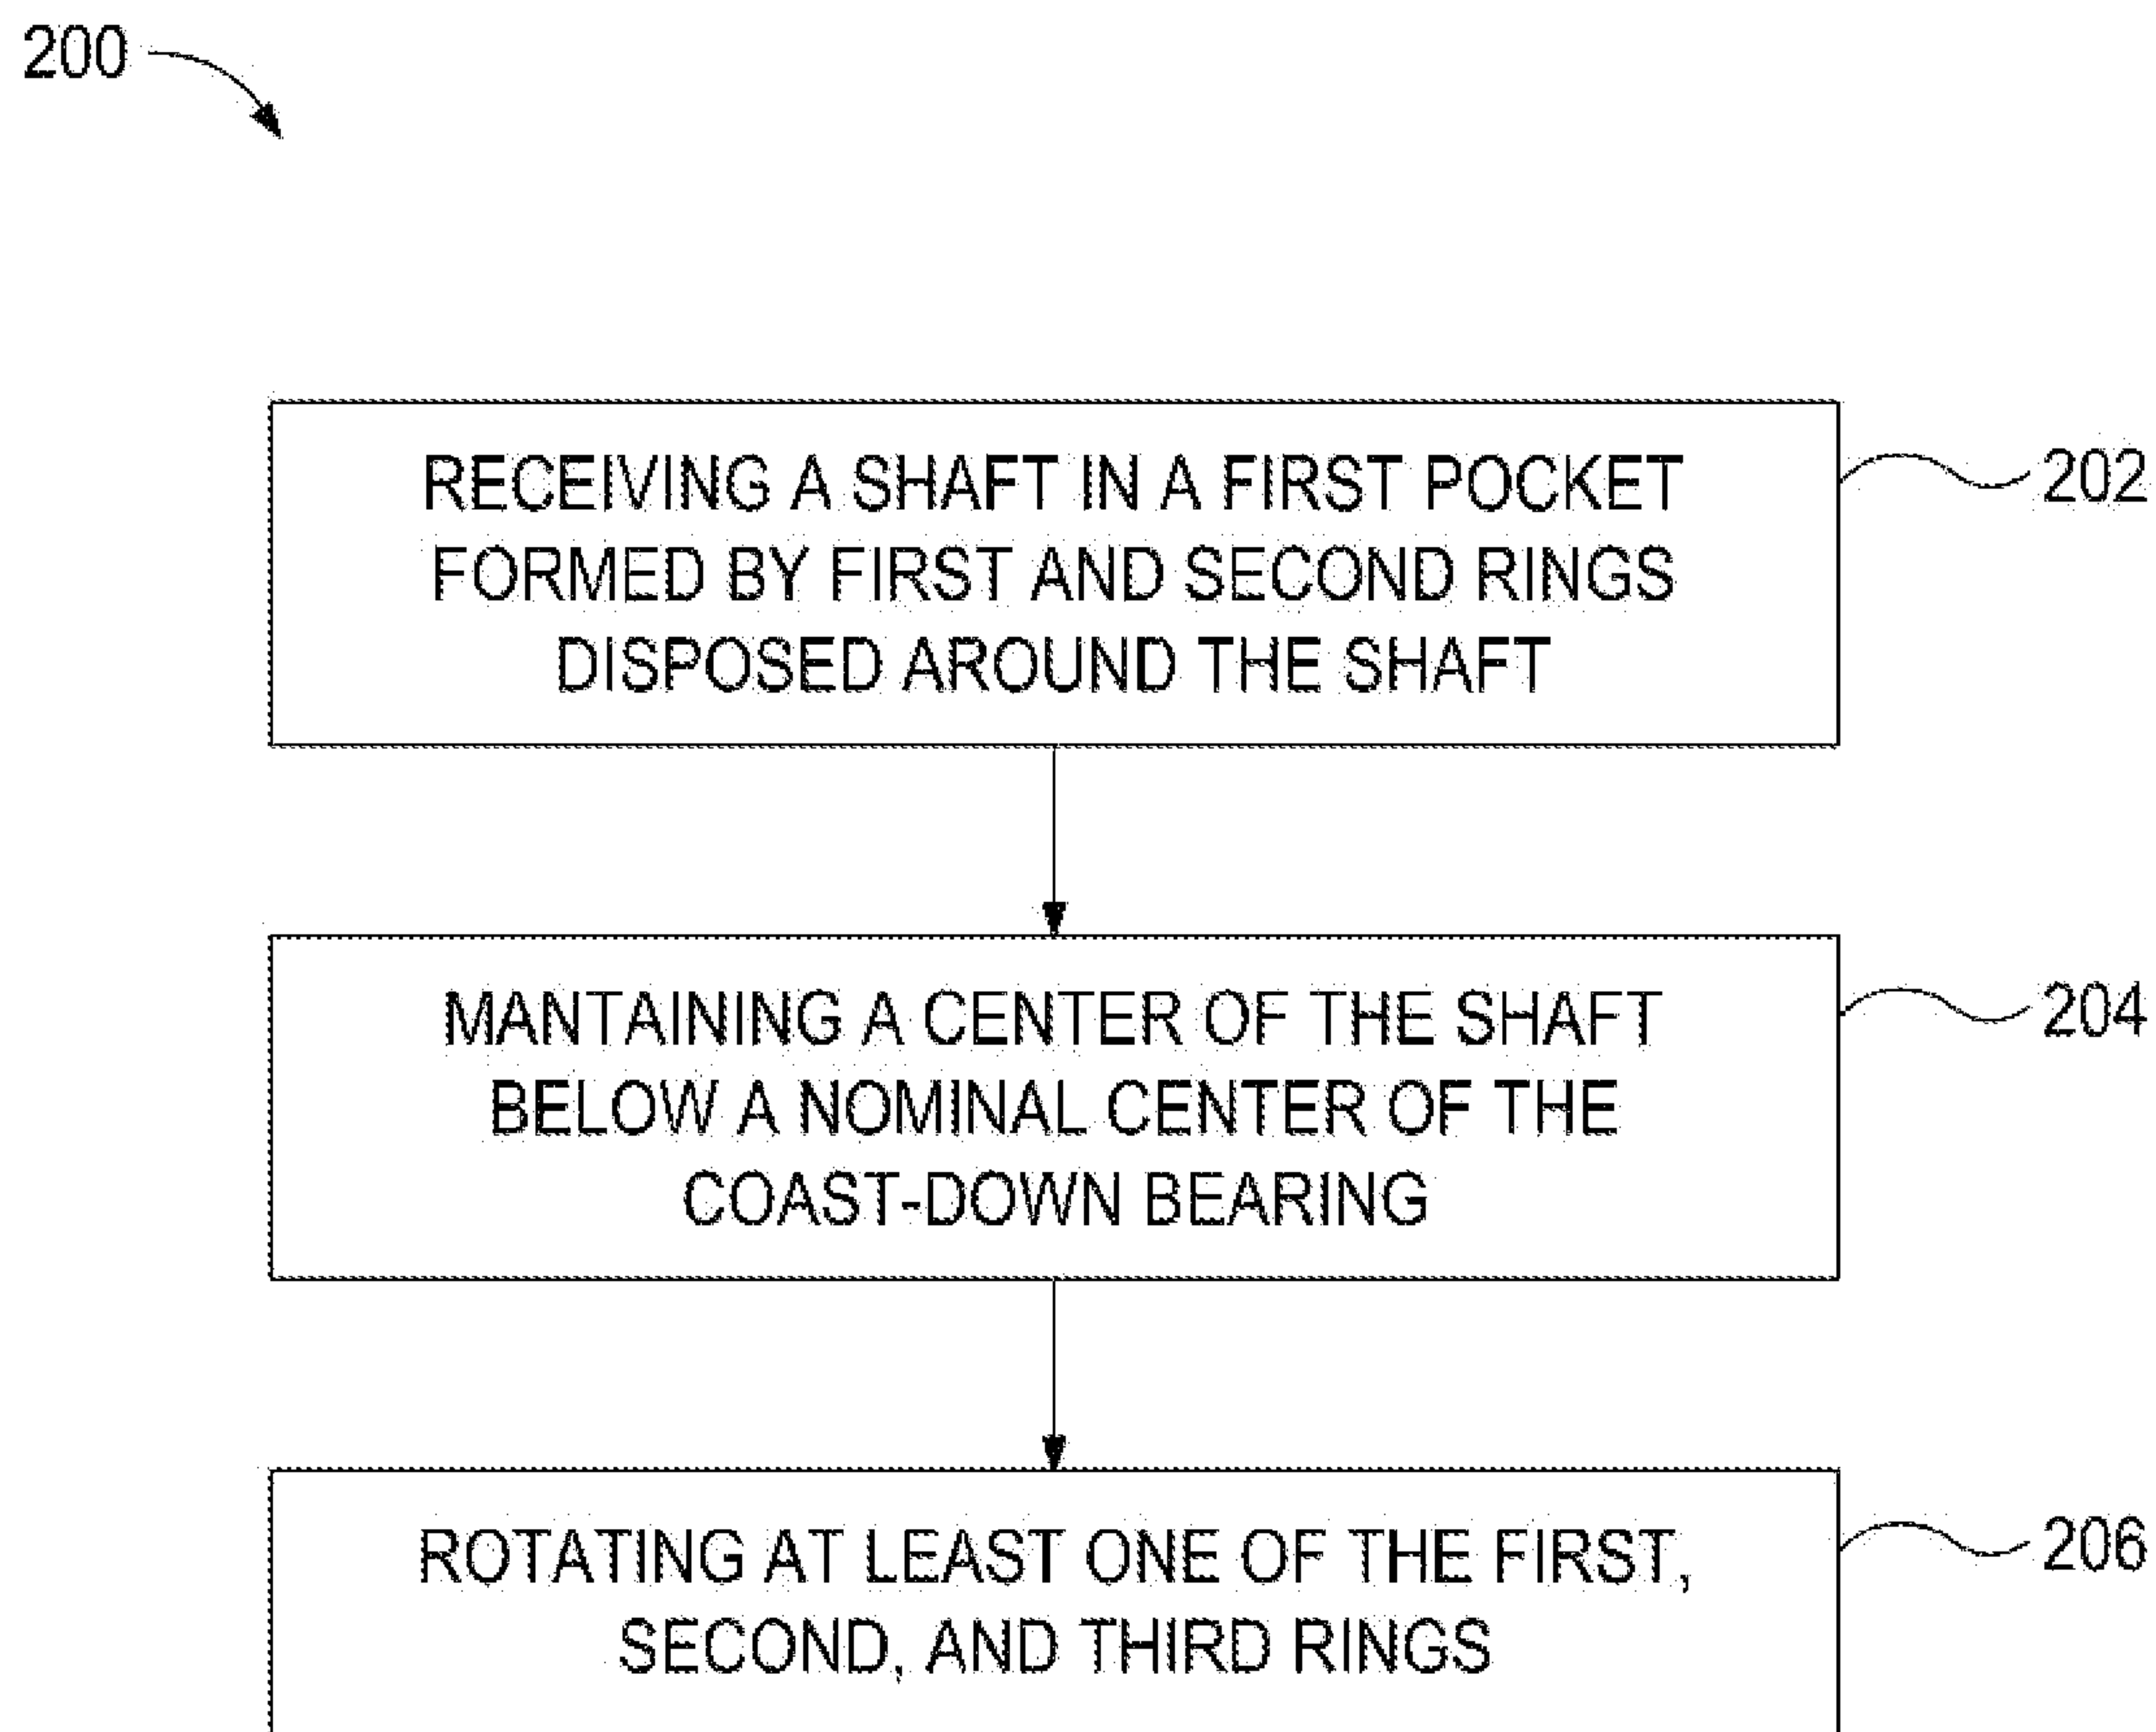 200
RECEIVING A SHAFT IN A FIRST POCKET
FORMED BY FIRST AND SECOND RINGS
DISPOSED AROUND THE SHAFT
202
MANTAINING A CENTER OF THE SHAFT
BELOW A NOMINAL CENTER OF THE
COAST-DOWN BEARING
204
ROTATING AT LEAST ONE OF THE FIRST,
SECOND, AND THIRD RINGS
206